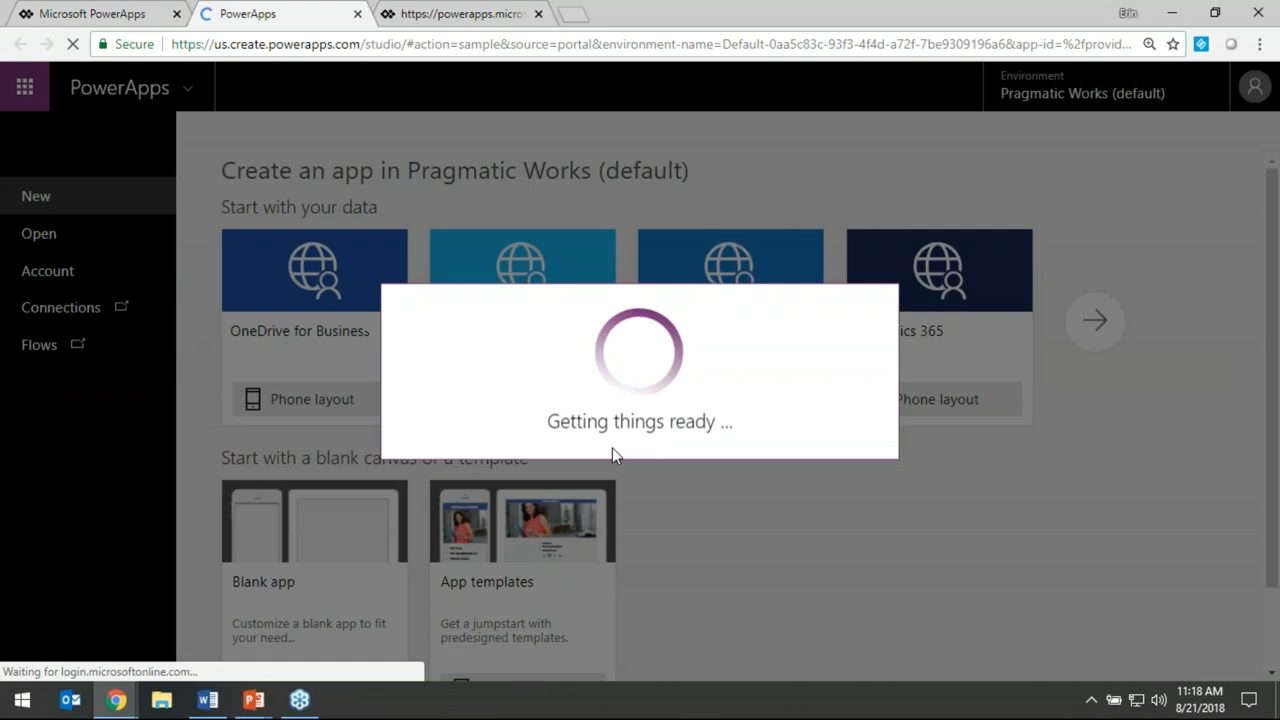 Microsoft PowerApps
PowerApps
https://powerapps.micros
Erin
Secure
https://us.create.powerapps.com/studio/#action=sample&source=portal&environment-name=Default-0aa5c83c-93f3-4f4d-a72f-7be9309196a6&app-id=%2fprovid...
PowerApps
Environment
Pragmatic Works (default)
New
Open
Account
Connections
Flows
Create an app in Pragmatic Works (default)
Start with your data
OneDrive for Business
ics 365
Phone layout
Phone layout
Getting things ready ...
Start with a blank canvas or a template
Blank app
Customize a blank app to fit
your need...
App templates
Get a jumpstart with
predesigned templates.
Waiting for login.microsoftonline.com...
11:18 AM
8/21/2018